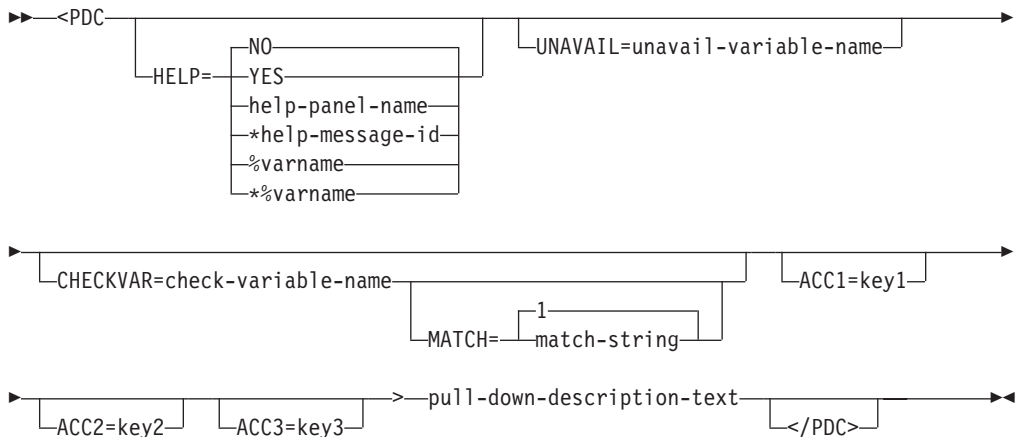 <PDC
HELP=
NO
YES
help-panel-name
*help-message-id
%varname
*%varname
UNAVAIL=unavail-variable-name
CHECKVAR=check-variable-name
MATCH=
1
match-string
ACC1=key1
ACC2=key2
ACC3=key3
>
pull-down-description-text
</PDC>